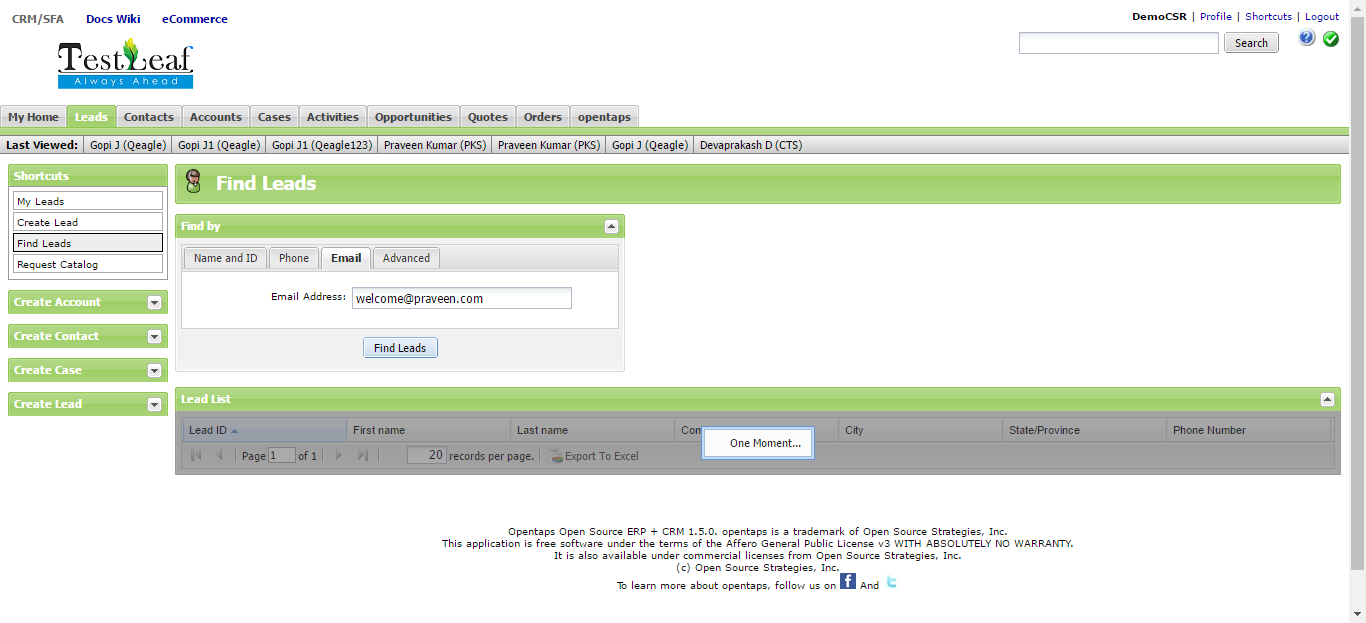 CRM/SFA Docs Wiki eCommerce
DemoCSR | Profile | Shortcuts | Logout
TestLeaf
Always Ahead
Search
My Home Leads Contacts Accounts Cases Activities Opportunities Quotes Orders opentaps
Last Viewed: Gopi J (Qeagle) Gopi J1 (Qeagle) Gopi J1 (Qeagle123) Praveen Kumar (PKS) Praveen Kumar (PKS) Gopi J (Qeagle) Devaprakash D (CTS)
Shortcuts
My Leads
Create Lead
Find Leads
Request Catalog
Create Account
Create Contact
Create Case
Create Lead
Find Leads
Find by
Name and ID Phone Email Advanced
Email Address: welcome@praveen.com
Find Leads
Lead List
Lead ID First name Last name City State/Province Phone Number
One Moment...
Page 1 of 1 20 records per page. Export To Excel
Opentaps Open Source ERP + CRM 1.5.0. opentaps is a trademark of Open Source Strategies, Inc.
This application is free software under the terms of the Affero General Public License v3 WITH ABSOLUTELY NO WARRANTY.
It is also available under commercial licenses from Open Source Strategies, Inc.
(c) Open Source Strategies, Inc.
To learn more about opentaps, follow us on f And t